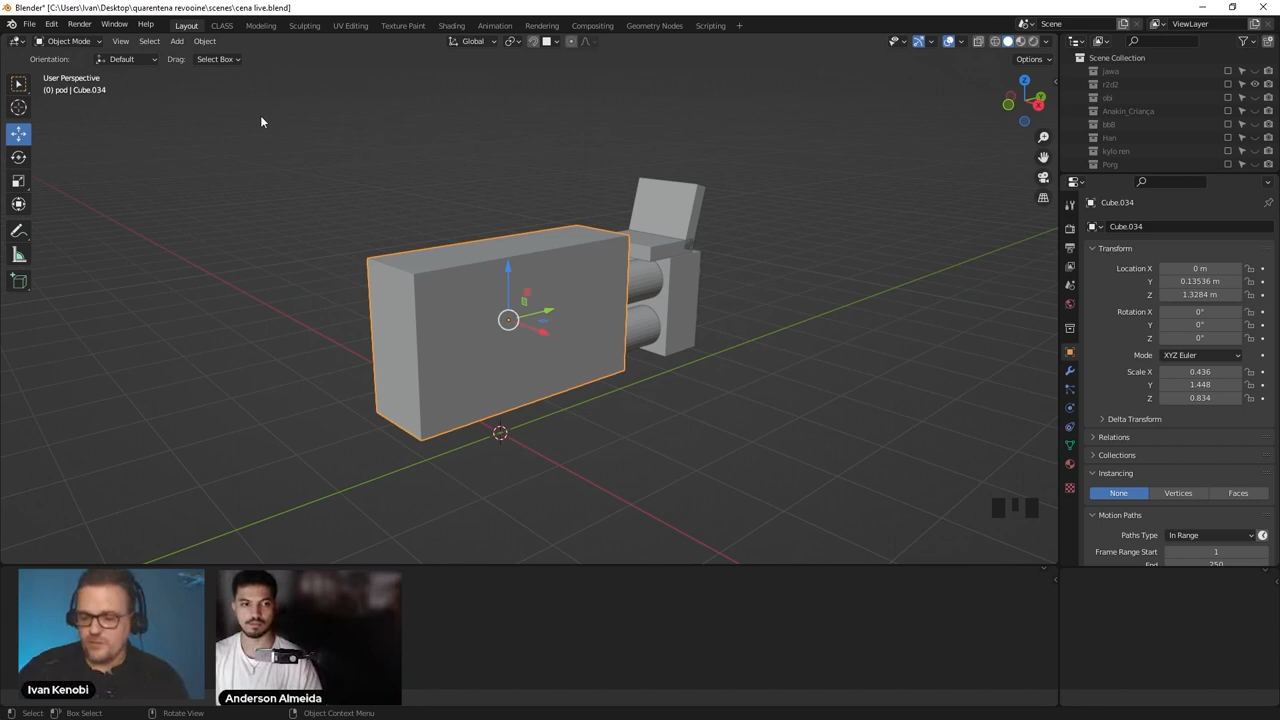 Blender* [C:\Users\Ivan\Desktop\quarentena revooine\scenes\cena live.blend]
File Edit Render Window Help Layout CLASS Modeling Sculpting UV Editing Texture Paint Shading Animation Rendering Compositing Geometry Nodes Scripting + Scene ViewLayer
Object Mode View Select Add Object Global
Orientation: Default Drag: Select Box Options
User Perspective
(0) pod | Cube.034
Z
Y
X
Scene Collection
jawa
r2d2
obi
Anakin_Criança
bb8
Han
kylo ren
Porg
Cube.034
Cube.034
Transform
Location X 0 m
Y 0.13536 m
Z 1.3284 m
Rotation X 0°
Y 0°
Z 0°
Mode XYZ Euler
Scale X 0.436
Y 1.448
Z 0.834
Delta Transform
Relations
Collections
Instancing
None Vertices Faces
Motion Paths
Paths Type In Range
Frame Range Start 1
End 250
Ivan Kenobi
Anderson Almeida
Select Box Select Rotate View Object Context Menu